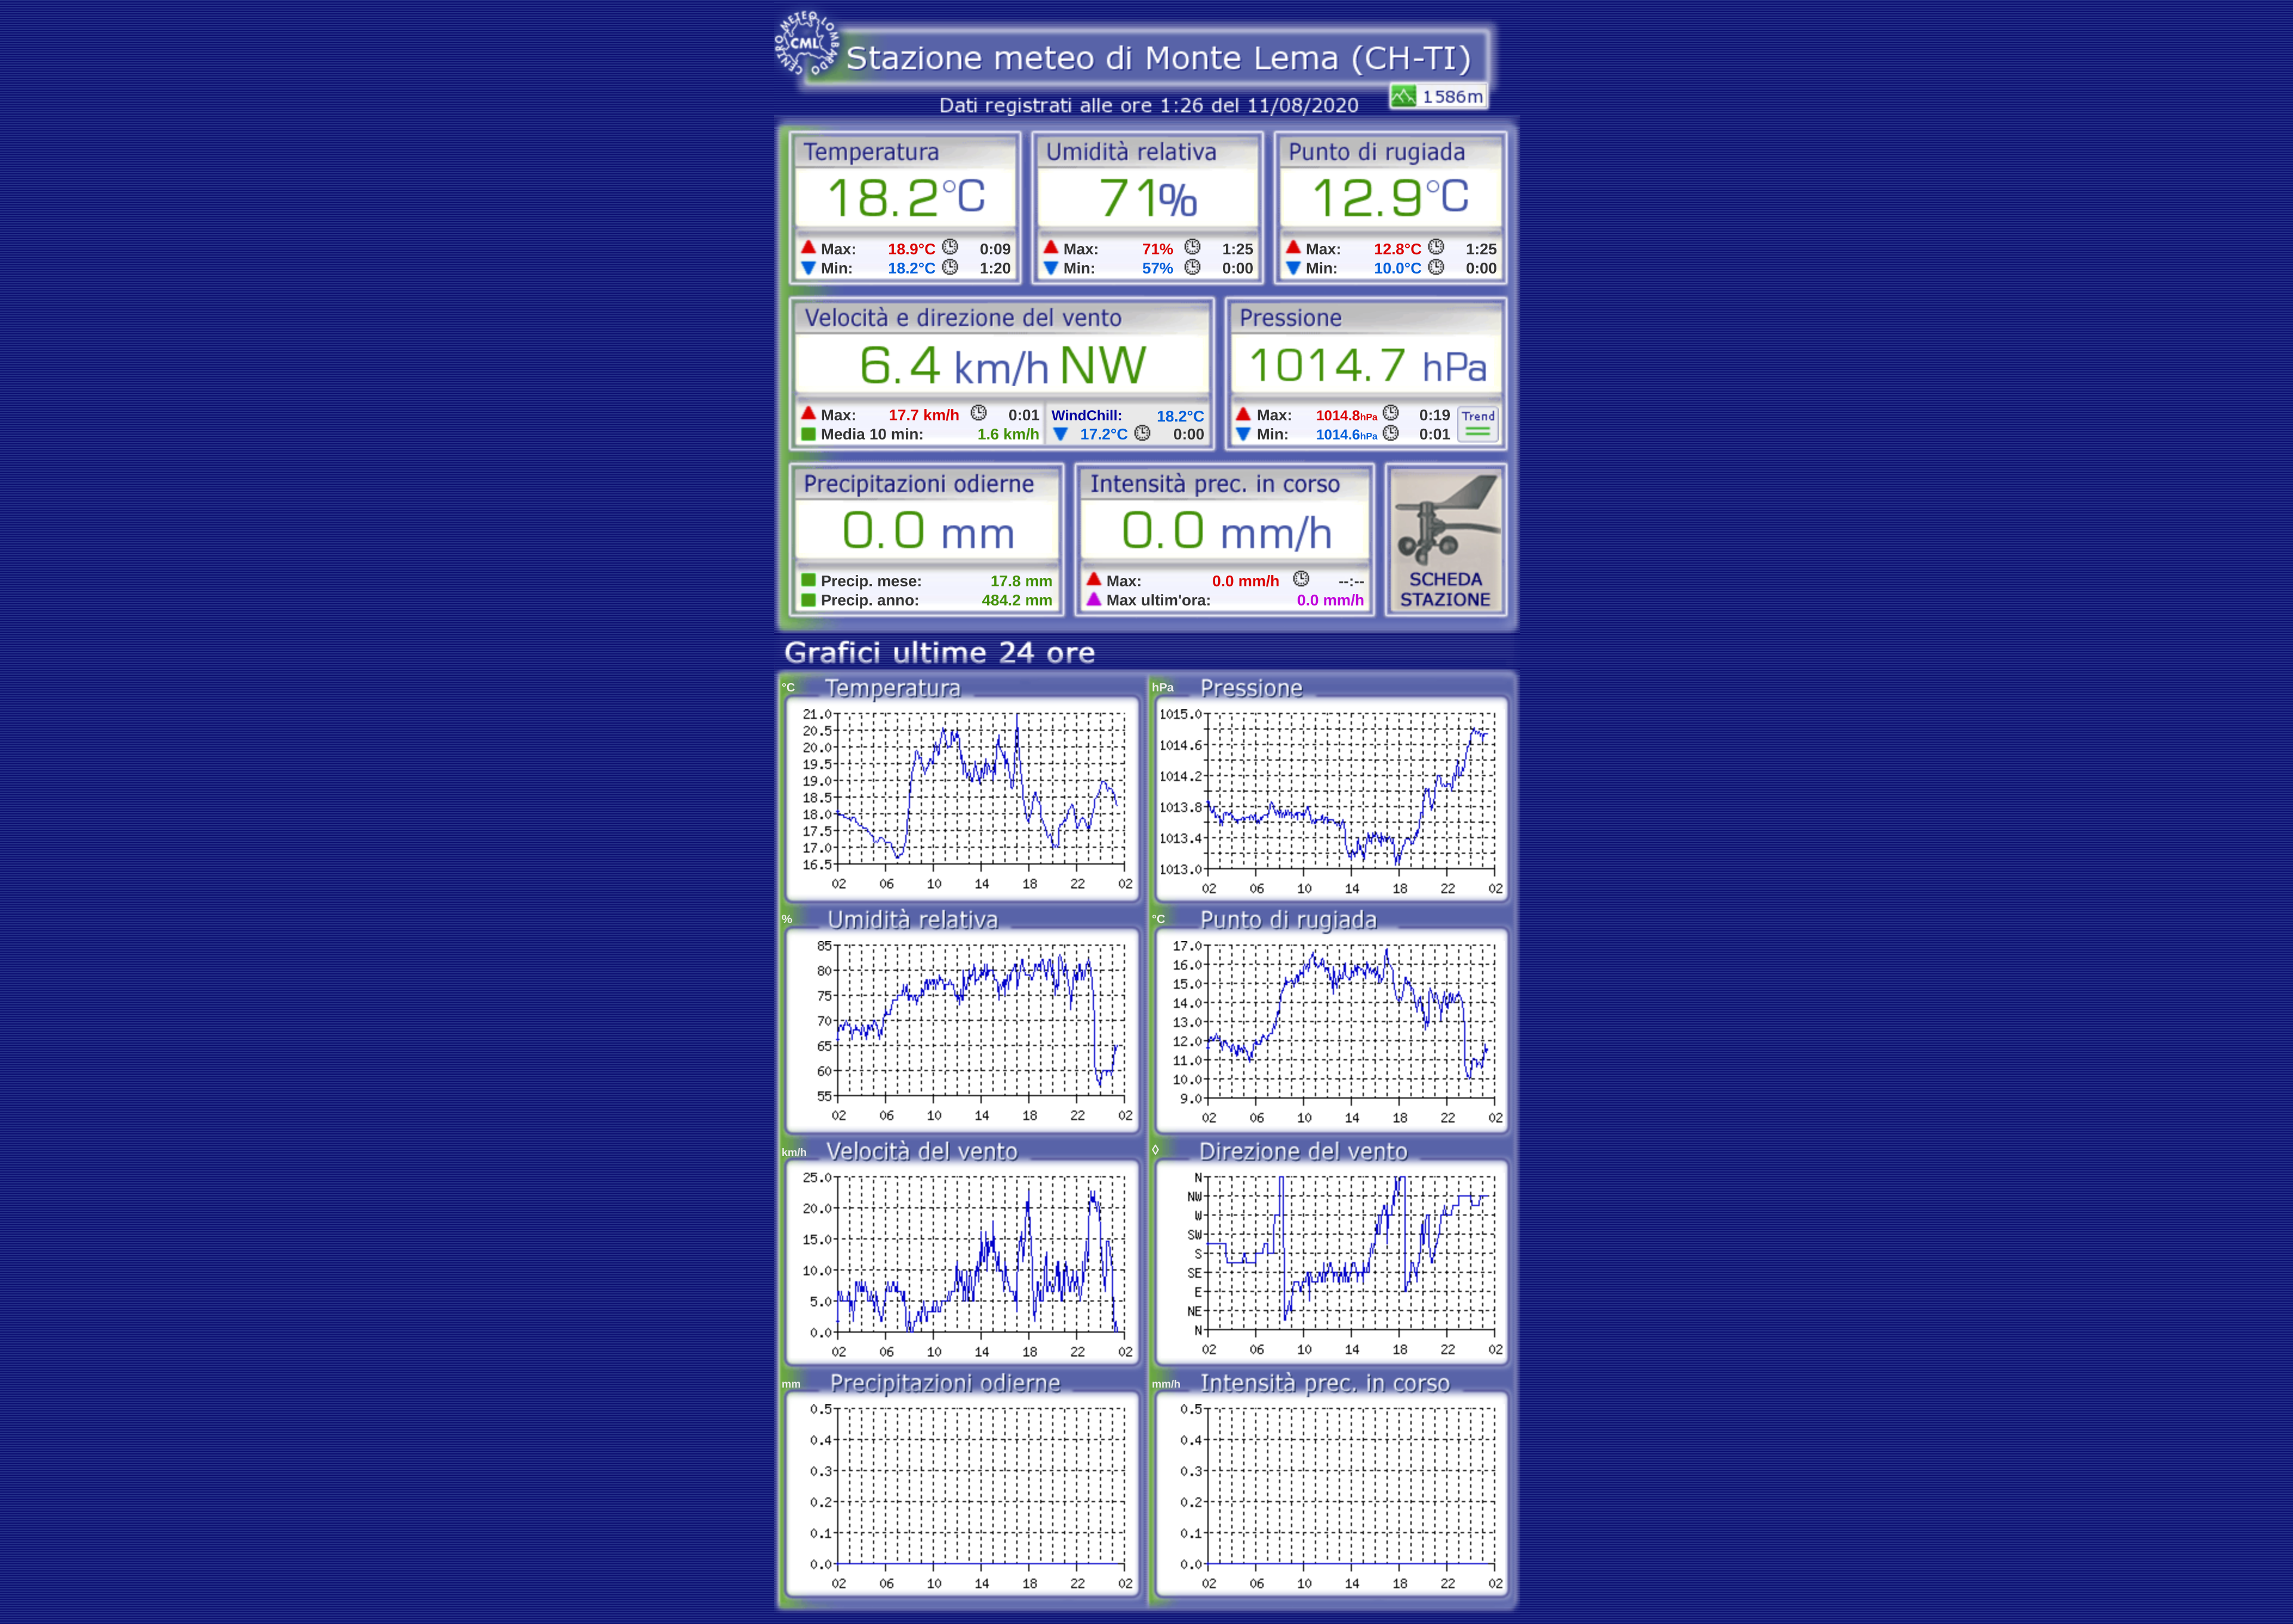 CENTRO METEO LOMBARDO
CML
Stazione meteo di Monte Lema (CH-TI)
1586m
Dati registrati alle ore 1:26 del 11/08/2020
Temperatura
18.2°C
Max: 18.9°C 0:09
Min: 18.2°C 1:20
Umidità relativa
71%
Max: 71% 1:25
Min: 57% 0:00
Punto di rugiada
12.9°C
Max: 12.8°C 1:25
Min: 10.0°C 0:00
Velocità e direzione del vento
6.4 km/h NW
Max: 17.7 km/h 0:01
Media 10 min: 1.6 km/h
WindChill: 18.2°C
17.2°C 0:00
Pressione
1014.7 hPa
Max: 1014.8hPa 0:19
Min: 1014.6hPa 0:01
Trend
Precipitazioni odierne
0.0 mm
Precip. mese: 17.8 mm
Precip. anno: 484.2 mm
Intensità prec. in corso
0.0 mm/h
Max: 0.0 mm/h --:--
Max ultim'ora: 0.0 mm/h
SCHEDA
STAZIONE
Grafici ultime 24 ore
°C Temperatura
21.0
20.5
20.0
19.5
19.0
18.5
18.0
17.5
17.0
16.5
02 06 10 14 18 22 02
hPa Pressione
1015.0
1014.6
1014.2
1013.8
1013.4
1013.0
02 06 10 14 18 22 02
% Umidità relativa
85
80
75
70
65
60
55
02 06 10 14 18 22 02
°C Punto di rugiada
17.0
16.0
15.0
14.0
13.0
12.0
11.0
10.0
9.0
02 06 10 14 18 22 02
km/h Velocità del vento
25.0
20.0
15.0
10.0
5.0
0.0
02 06 10 14 18 22 02
◊ Direzione del vento
N
NW
W
SW
S
SE
E
NE
N
02 06 10 14 18 22 02
mm Precipitazioni odierne
0.5
0.4
0.3
0.2
0.1
0.0
02 06 10 14 18 22 02
mm/h Intensità prec. in corso
0.5
0.4
0.3
0.2
0.1
0.0
02 06 10 14 18 22 02